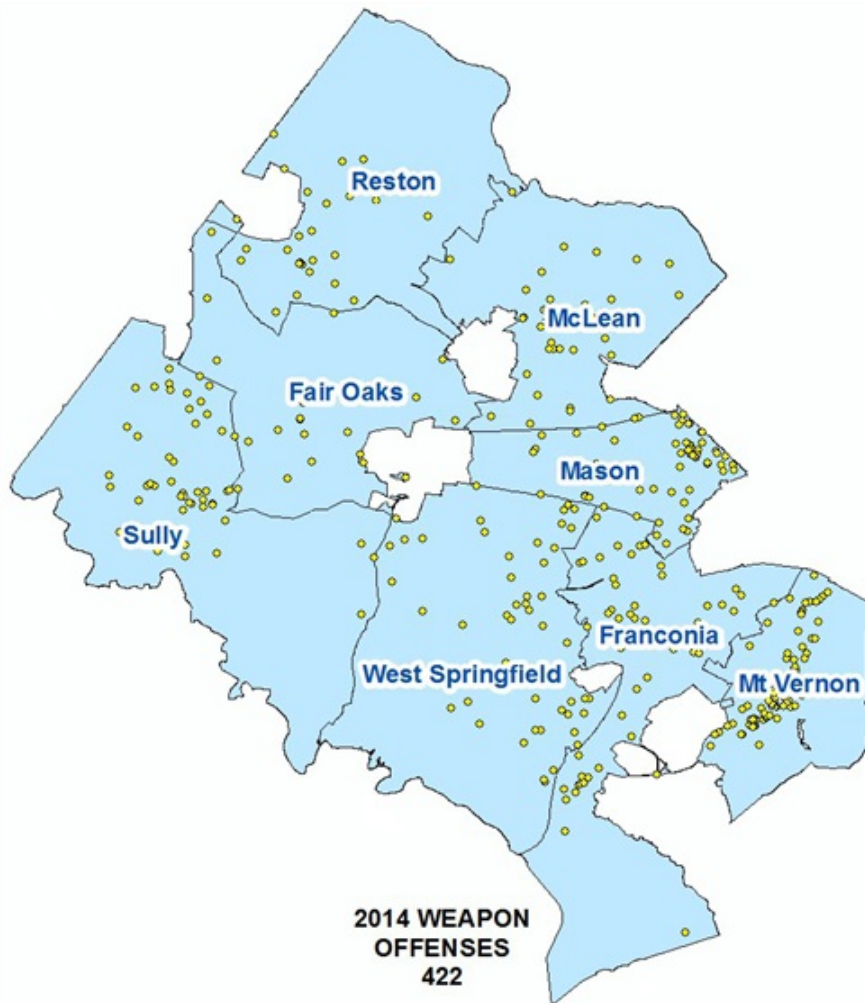 Reston
McLean
Fair Oaks
Mason
Sully
Franconia
West Springfield
Mt Vernon
2014 WEAPON
OFFENSES
422